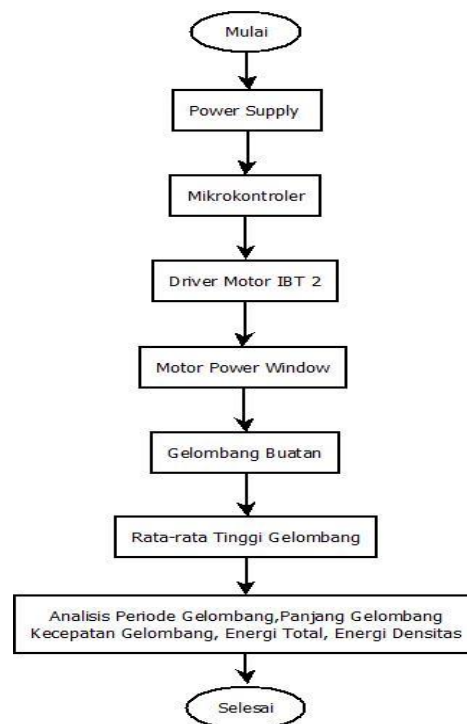 Mulai
Power Supply
Mikrokontroler
Driver Motor IBT 2
Motor Power Window
Gelombang Buatan
Rata-rata Tinggi Gelombang
Analisis Periode Gelombang,Panjang Gelombang
Kecepatan Gelombang, Energi Total, Energi Densitas
Selesai